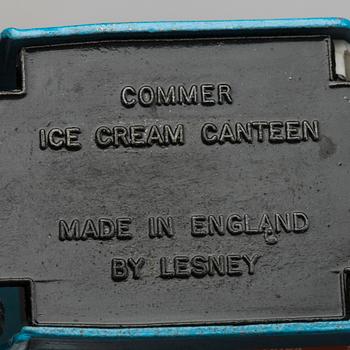 COMMER
ICE CREAM CANTEEN
MADE IN ENGLAND
BY LESNEY